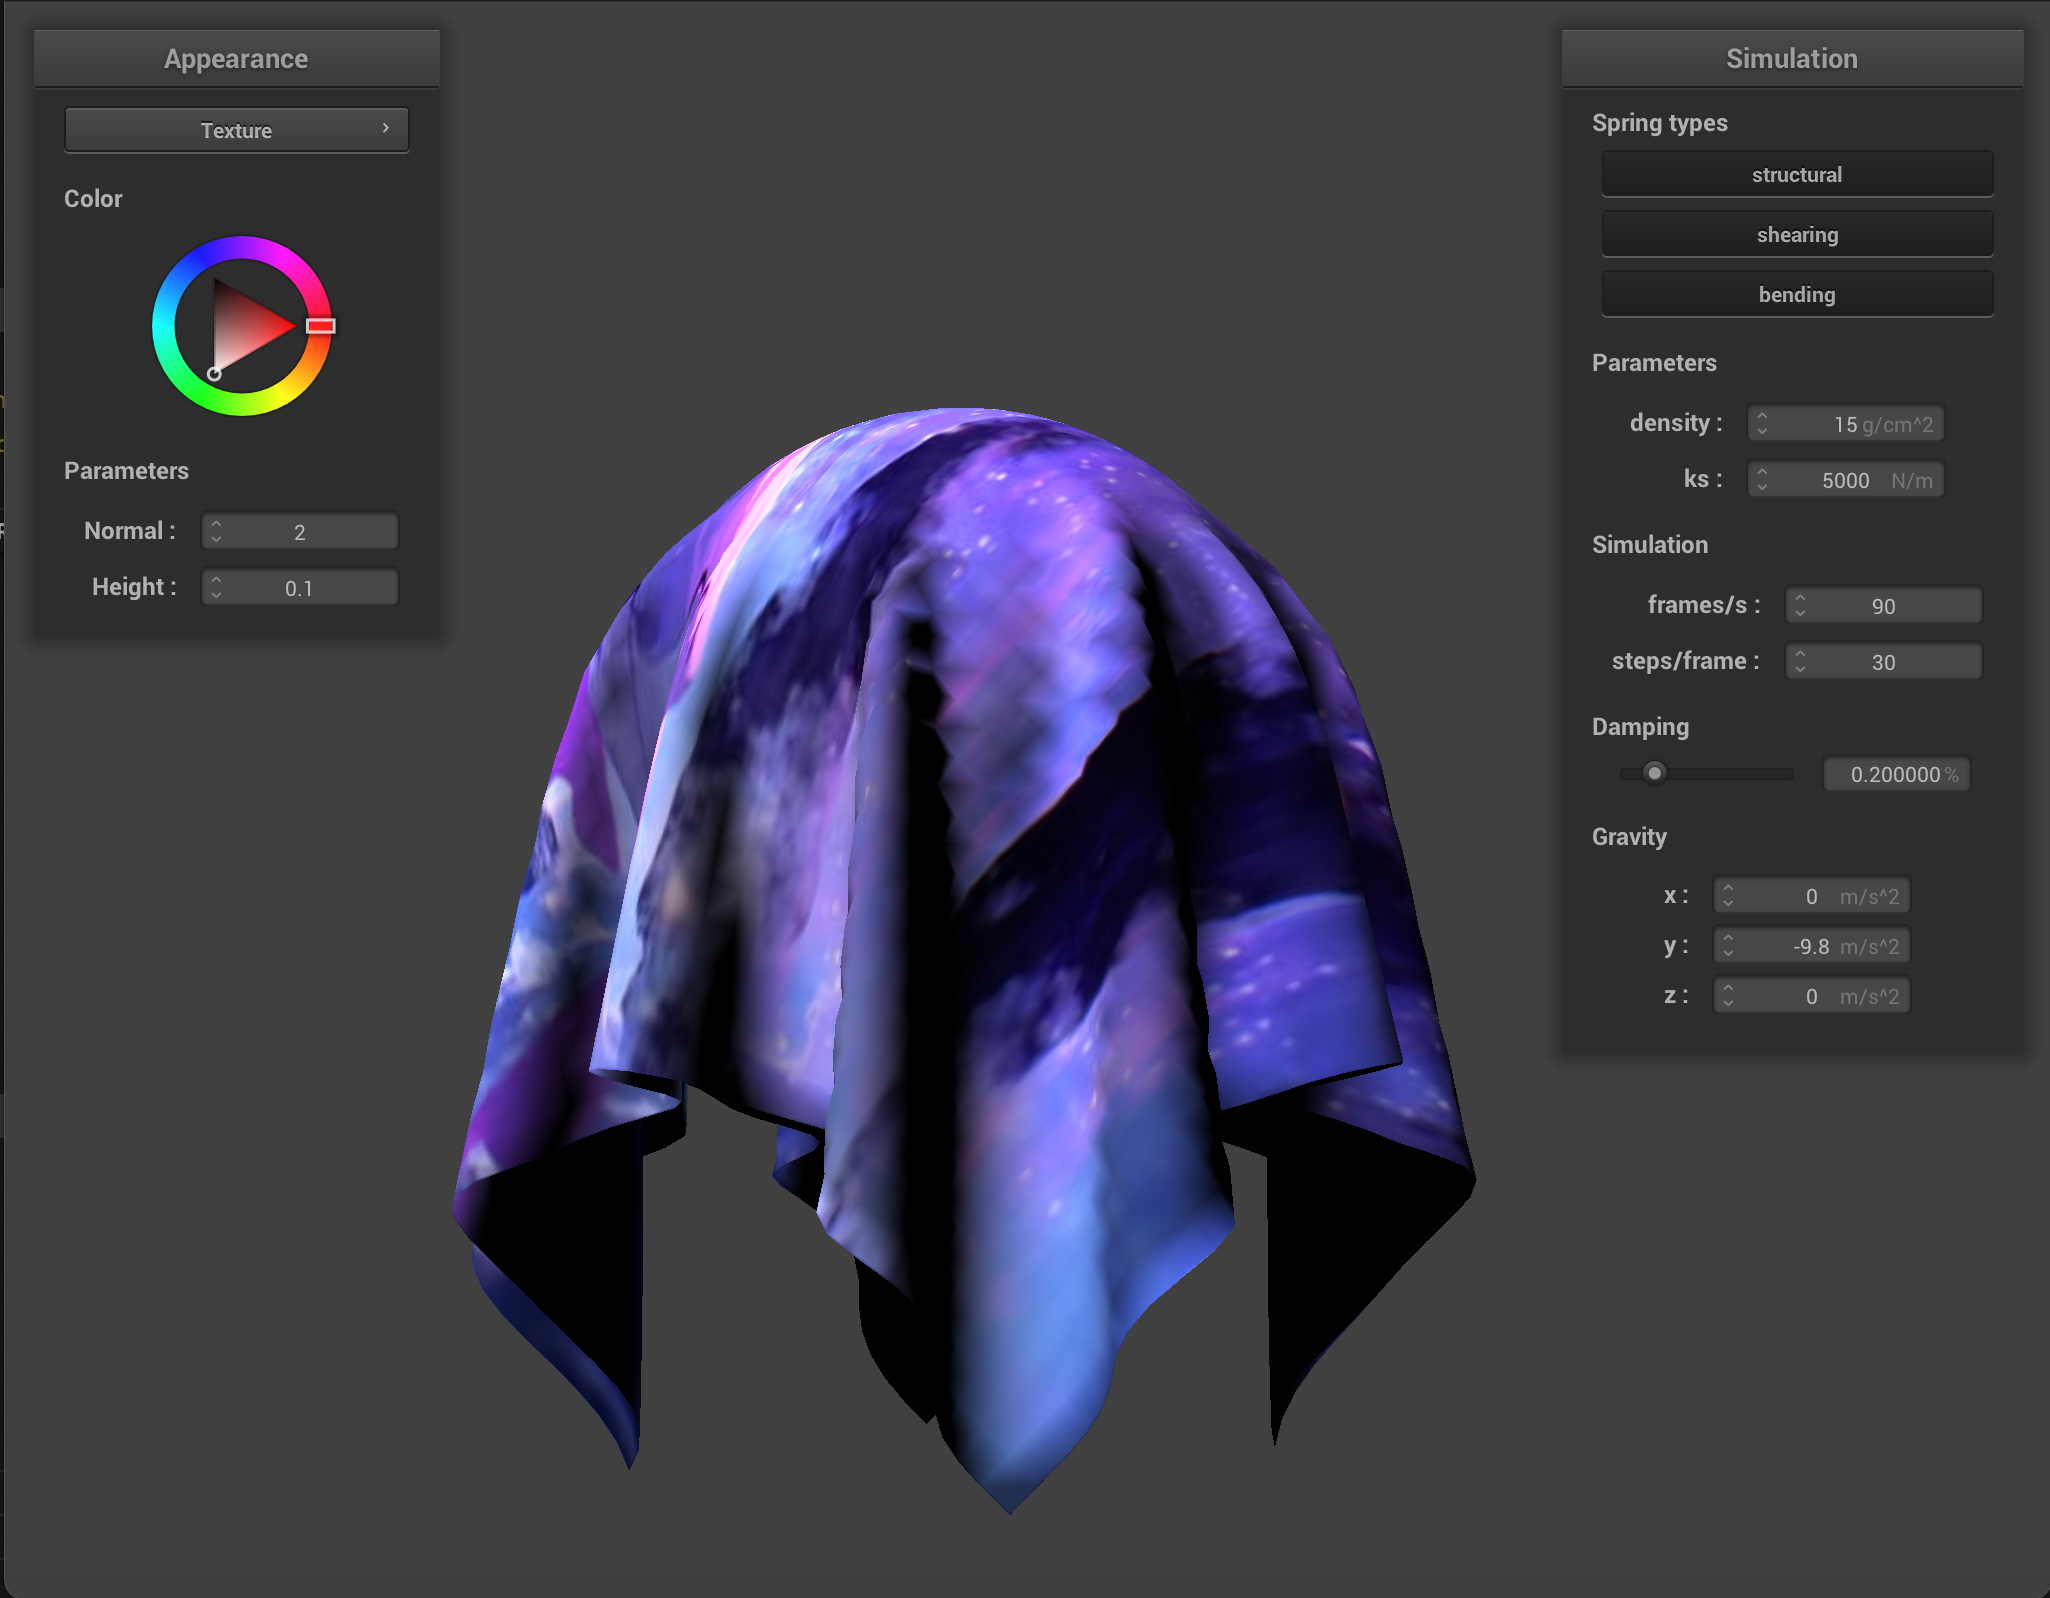 Appearance
Texture
Color
Parameters
Normal : 2
Height : 0.1
Simulation
Spring types
structural
shearing
bending
Parameters
density : 15 g/cm^2
ks : 5000 N/m
Simulation
frames/s : 90
steps/frame : 30
Damping
0.200000 %
Gravity
x : 0 m/s^2
y : -9.8 m/s^2
z : 0 m/s^2